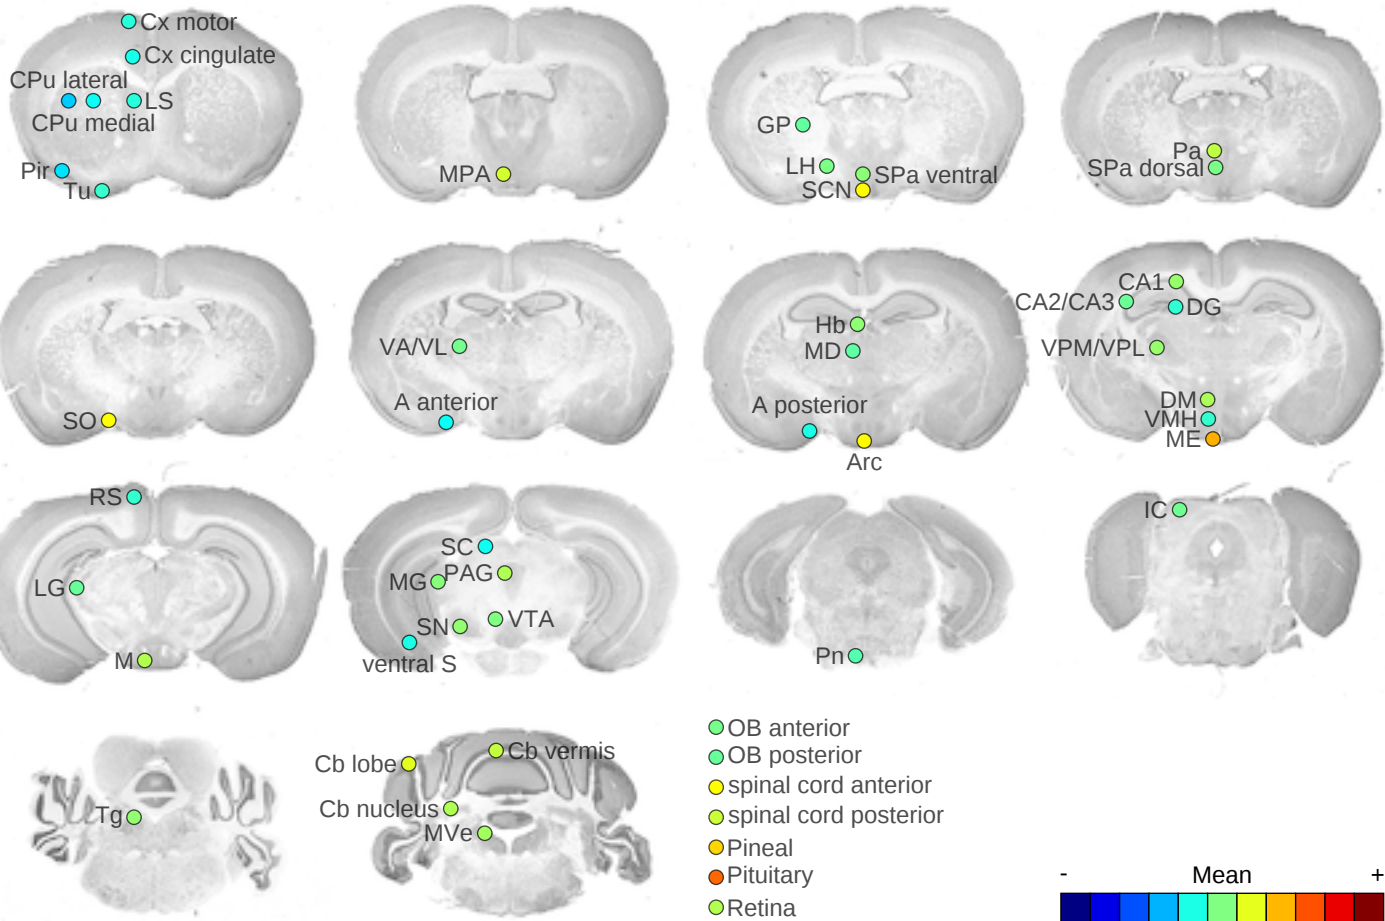 Cx motor
Cx cingulate
CPu lateral
LS
CPu medial
Pir
Tu
MPA
GP
LH
SPa ventral
SCN
Pa
SPa dorsal
SO
VA/VL
A anterior
Hb
MD
A posterior
Arc
CA1
CA2/CA3
DG
VPM/VPL
DM
VMH
ME
RS
LG
M
SC
PAG
MG
VTA
SN
ventral S
Pn
IC
Tg
Cb vermis
Cb lobe
Cb nucleus
MVe
OB anterior
OB posterior
spinal cord anterior
spinal cord posterior
Pineal
Pituitary
Retina
- Mean +